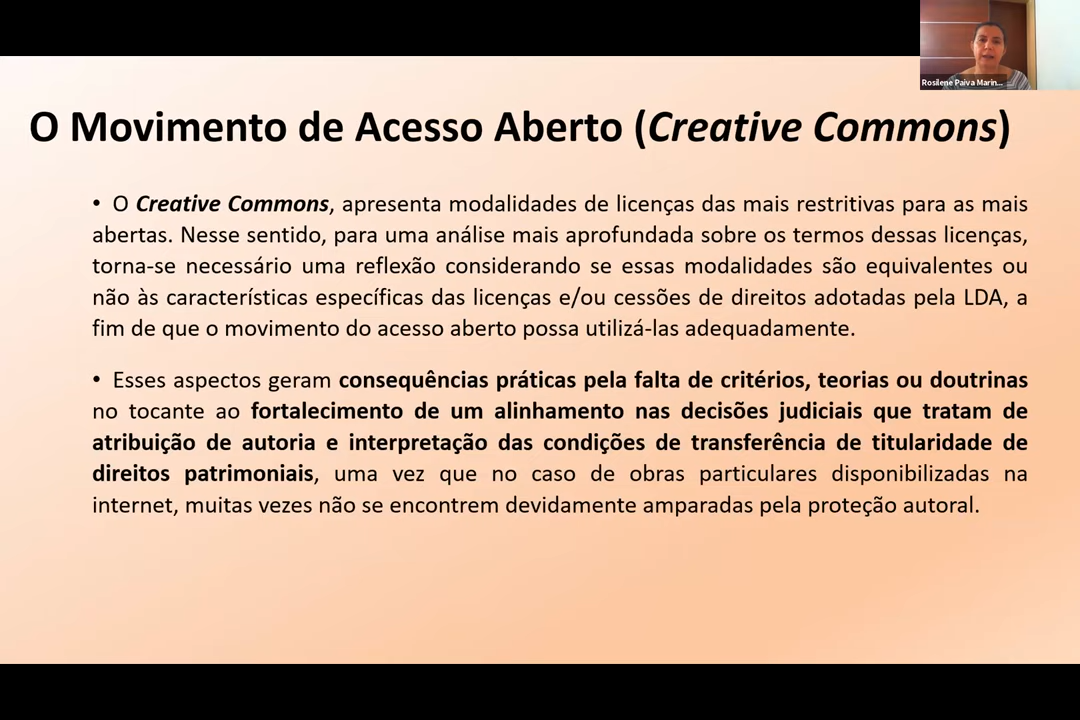 Rosilene Paiva Marin...
O Movimento de Acesso Aberto (Creative Commons)
• O Creative Commons, apresenta modalidades de licenças das mais restritivas para as mais
abertas. Nesse sentido, para uma análise mais aprofundada sobre os termos dessas licenças,
torna-se necessário uma reflexão considerando se essas modalidades são equivalentes ou
não às características específicas das licenças e/ou cessões de direitos adotadas pela LDA, a
fim de que o movimento do acesso aberto possa utilizá-las adequadamente.
• Esses aspectos geram consequências práticas pela falta de critérios, teorias ou doutrinas
no tocante ao fortalecimento de um alinhamento nas decisões judiciais que tratam de
atribuição de autoria e interpretação das condições de transferência de titularidade de
direitos patrimoniais, uma vez que no caso de obras particulares disponibilizadas na
internet, muitas vezes não se encontrem devidamente amparadas pela proteção autoral.